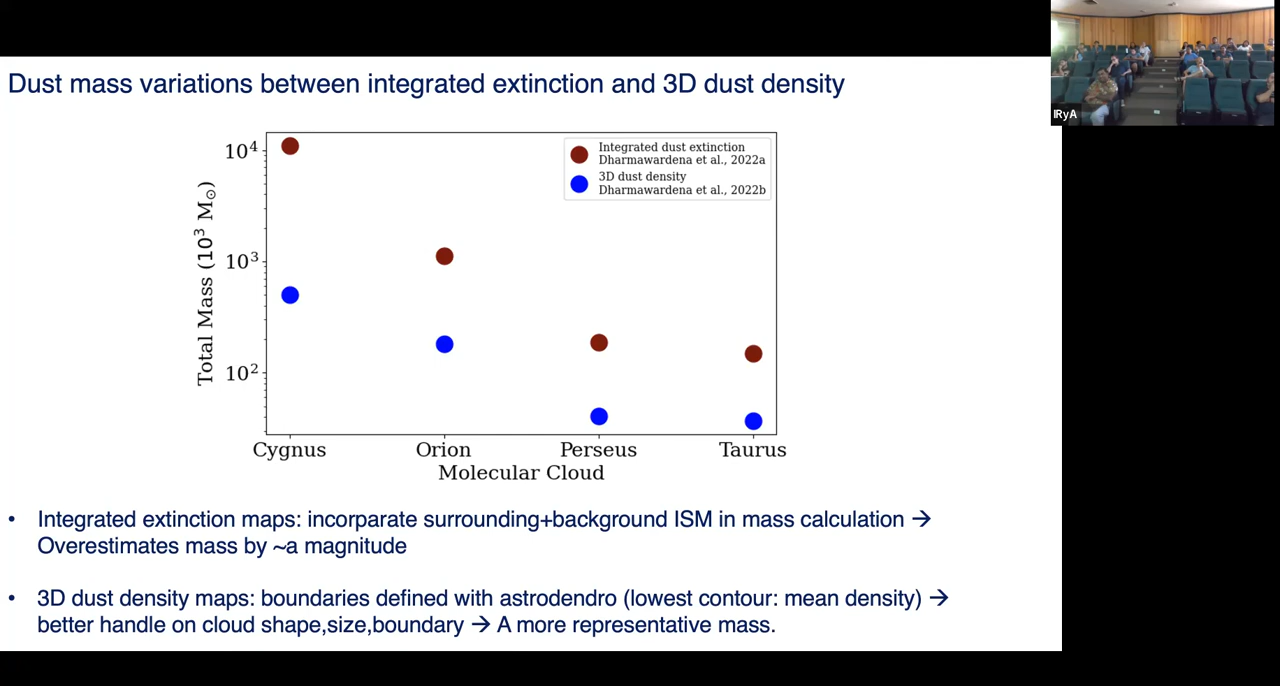 IRyA
Dust mass variations between integrated extinction and 3D dust density
Integrated dust extinction
Dharmawardena et al., 2022a
3D dust density
Dharmawardena et al., 2022b
Total Mass (10³ M☉)
10⁴
10³
10²
Cygnus Orion Perseus Taurus
Molecular Cloud
• Integrated extinction maps: incorparate surrounding+background ISM in mass calculation →
Overestimates mass by ~a magnitude
• 3D dust density maps: boundaries defined with astrodendro (lowest contour: mean density) →
better handle on cloud shape,size,boundary → A more representative mass.